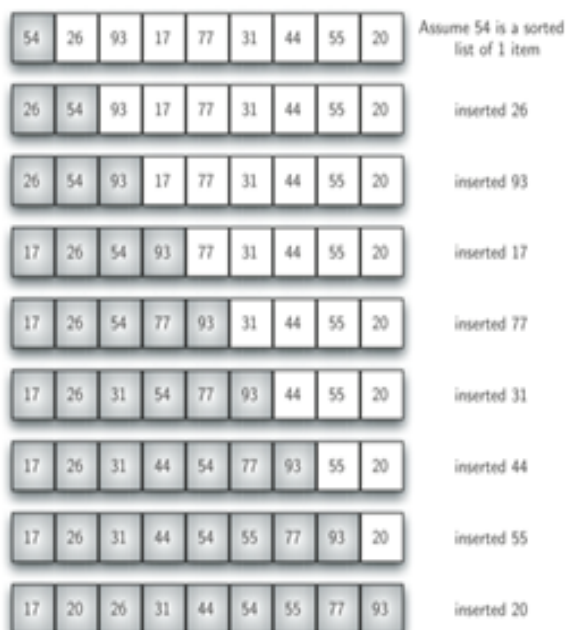 54 26 93 17 77 31 44 55 20 Assume 54 is a sorted
list of 1 item
26 54 93 17 77 31 44 55 20 inserted 26
26 54 93 17 77 31 44 55 20 inserted 93
17 26 54 93 77 31 44 55 20 inserted 17
17 26 54 77 93 31 44 55 20 inserted 77
17 26 31 54 77 93 44 55 20 inserted 31
17 26 31 44 54 77 93 55 20 inserted 44
17 26 31 44 54 55 77 93 20 inserted 55
17 20 26 31 44 54 55 77 93 inserted 20